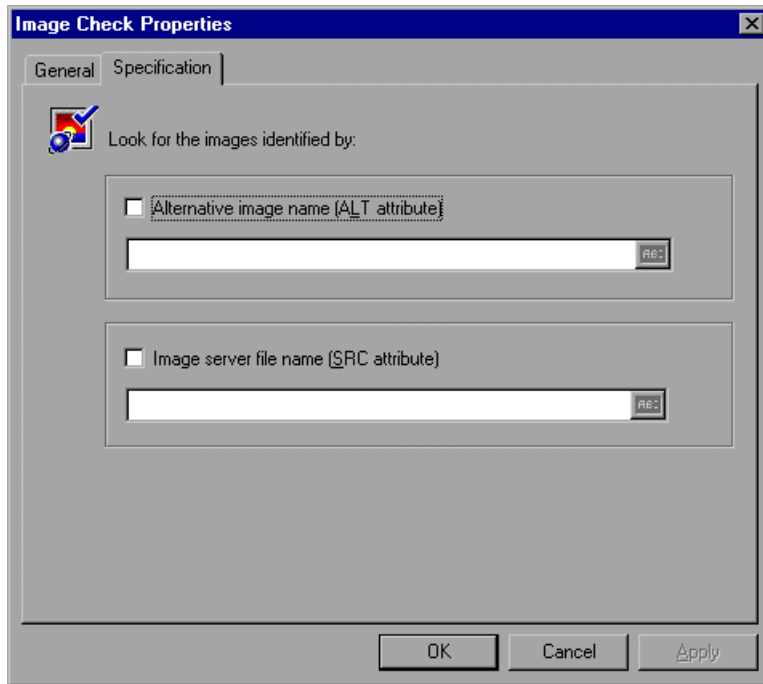 Image Check Properties
General Specification
Look for the images identified by:
Alternative image name (ALT attribute)
Image server file name (SRC attribute)
OK Cancel Apply